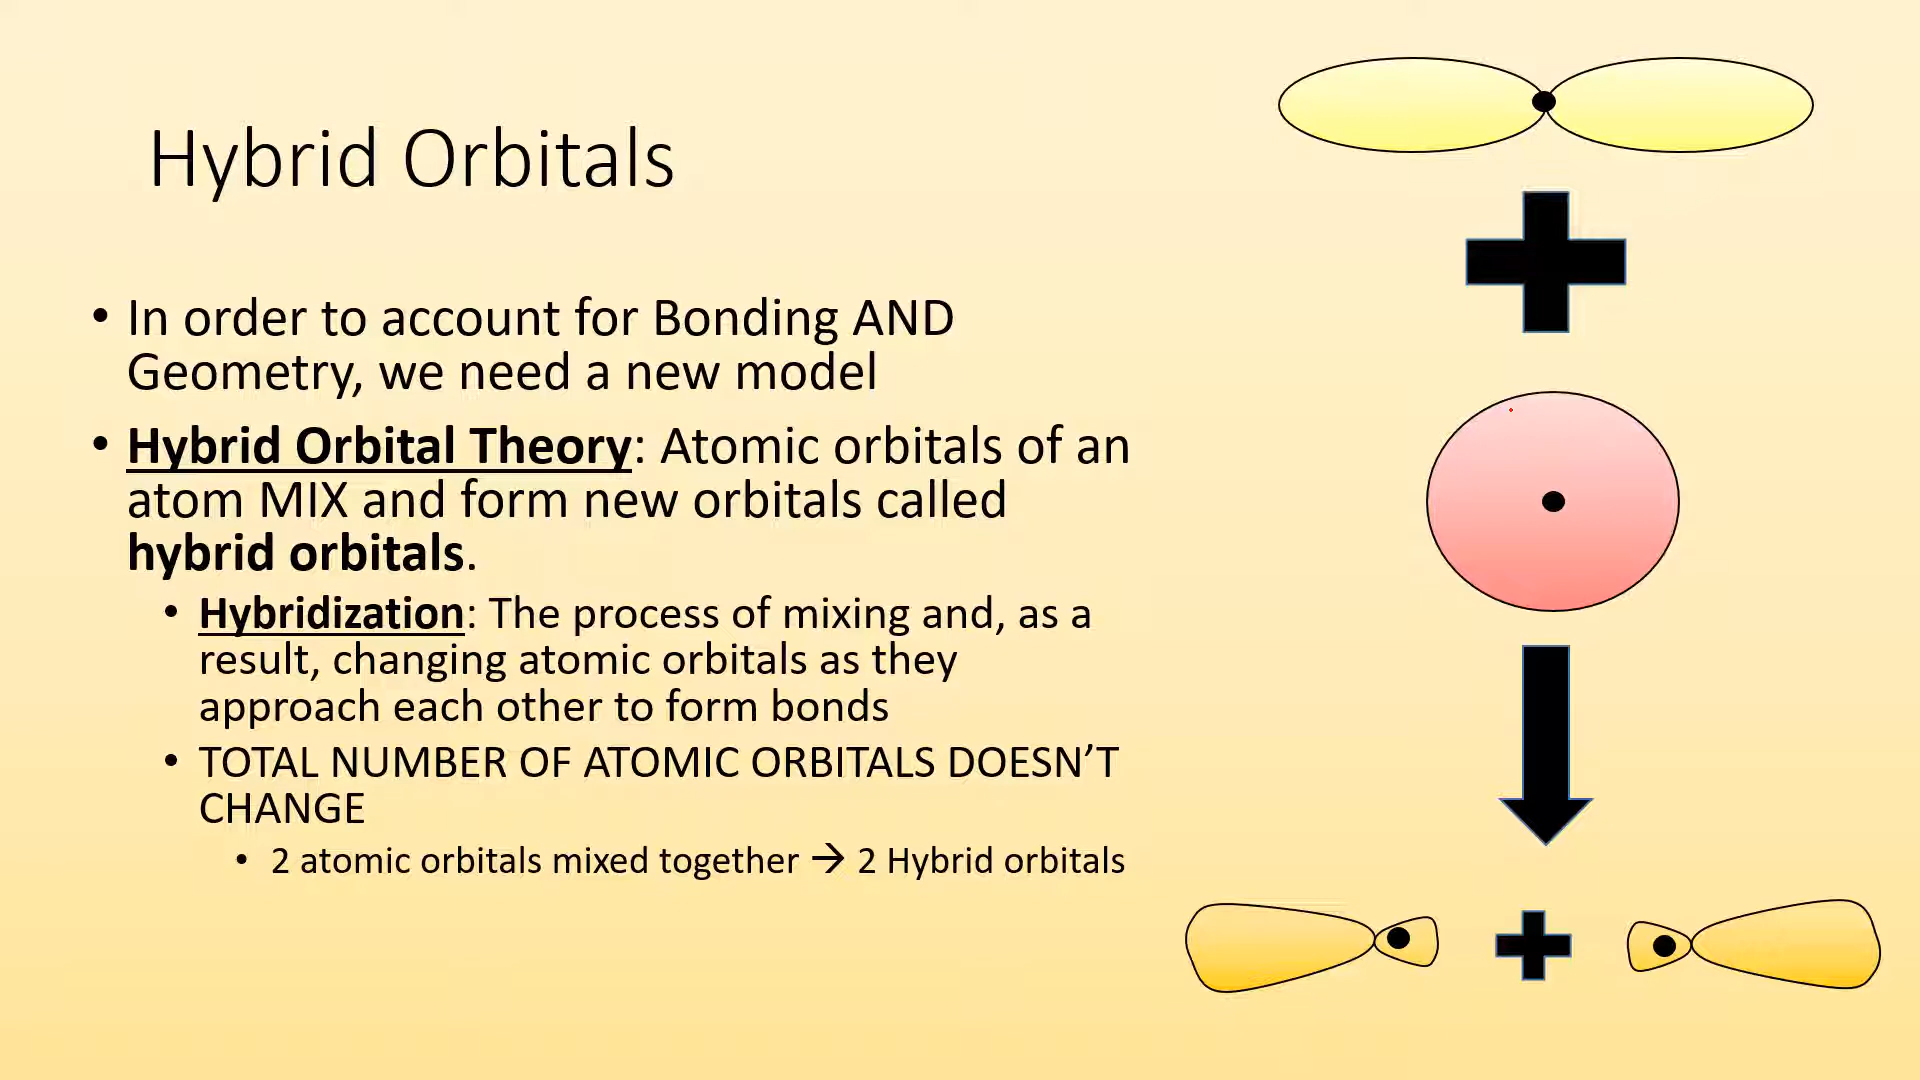 Hybrid Orbitals
• In order to account for Bonding AND
Geometry, we need a new model
• Hybrid Orbital Theory: Atomic orbitals of an
atom MIX and form new orbitals called
hybrid orbitals.
• Hybridization: The process of mixing and, as a
result, changing atomic orbitals as they
approach each other to form bonds
• TOTAL NUMBER OF ATOMIC ORBITALS DOESN’T
CHANGE
• 2 atomic orbitals mixed together → 2 Hybrid orbitals